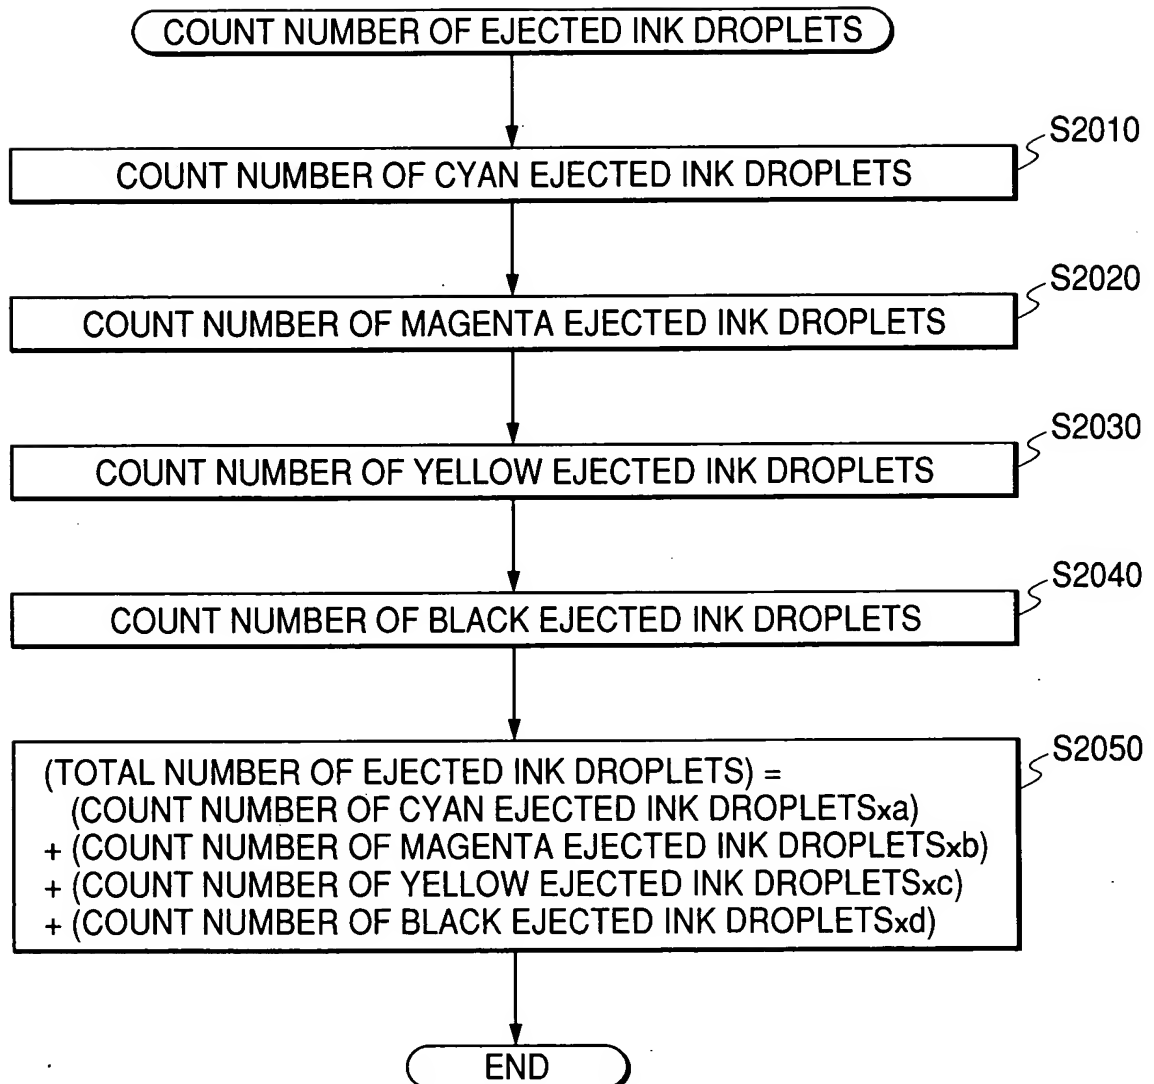 COUNT NUMBER OF EJECTED INK DROPLETS
S2010
COUNT NUMBER OF CYAN EJECTED INK DROPLETS
S2020
COUNT NUMBER OF MAGENTA EJECTED INK DROPLETS
S2030
COUNT NUMBER OF YELLOW EJECTED INK DROPLETS
S2040
COUNT NUMBER OF BLACK EJECTED INK DROPLETS
S2050
(TOTAL NUMBER OF EJECTED INK DROPLETS) =
(COUNT NUMBER OF CYAN EJECTED INK DROPLETSxa)
+ (COUNT NUMBER OF MAGENTA EJECTED INK DROPLETSxb)
+ (COUNT NUMBER OF YELLOW EJECTED INK DROPLETSxc)
+ (COUNT NUMBER OF BLACK EJECTED INK DROPLETSxd)
END